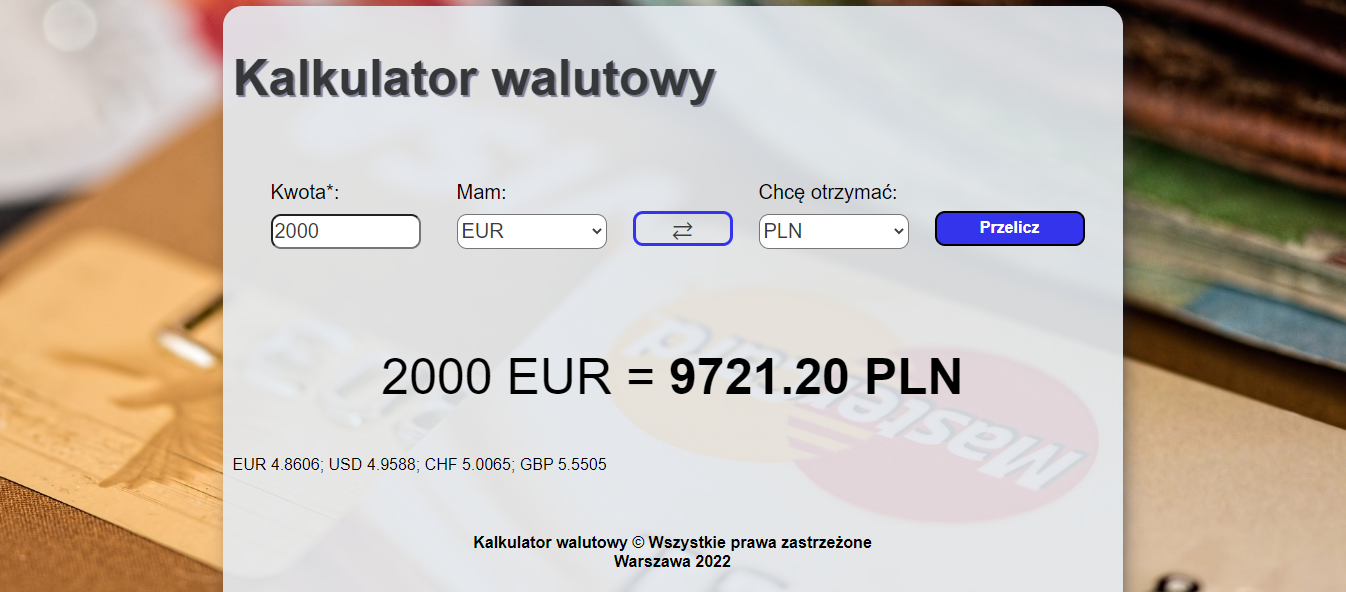 Kalkulator walutowy
Kwota*: Mam: Chcę otrzymać:
2000 EUR ⇄ PLN Przelicz
2000 EUR = 9721.20 PLN
EUR 4.8606; USD 4.9588; CHF 5.0065; GBP 5.5505
MasterCard
Kalkulator walutowy © Wszystkie prawa zastrzeżone
Warszawa 2022